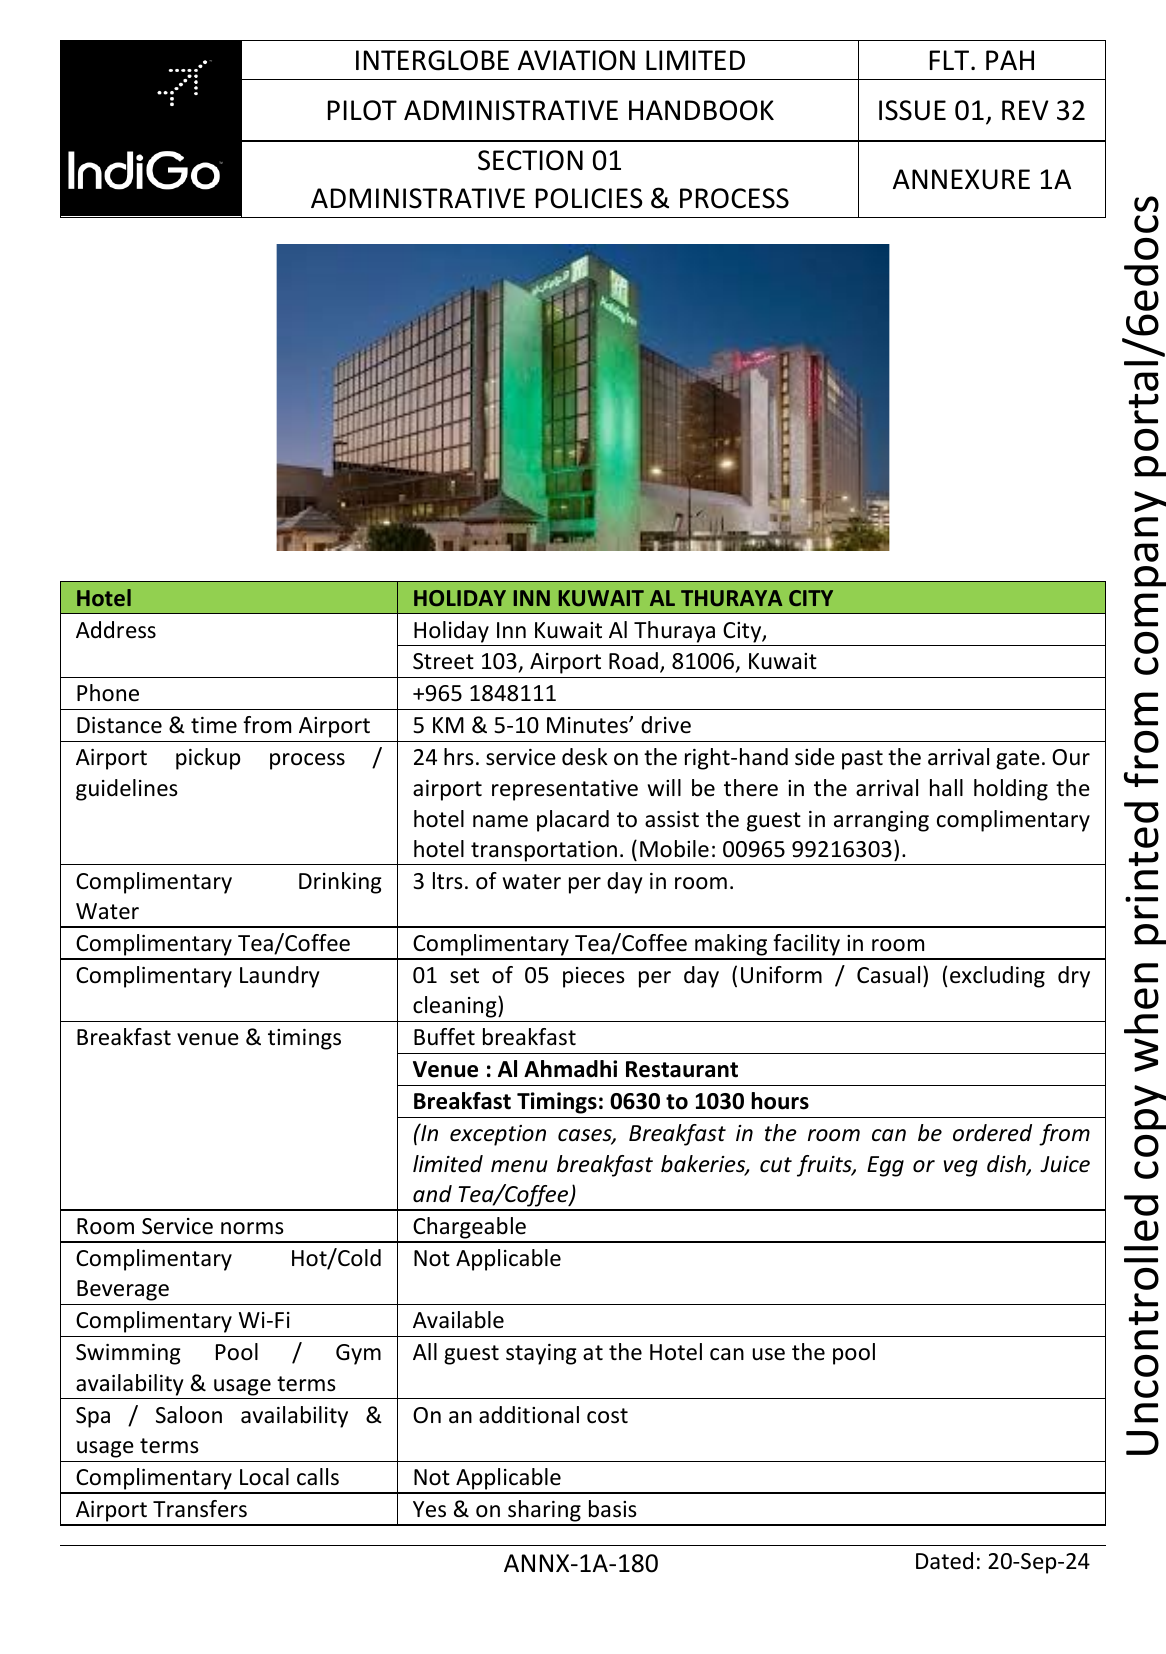 IndiGo
INTERGLOBE AVIATION LIMITED
FLT. PAH
PILOT ADMINISTRATIVE HANDBOOK
ISSUE 01, REV 32
SECTION 01
ADMINISTRATIVE POLICIES & PROCESS
ANNEXURE 1A
Holiday Inn
Hotel
HOLIDAY INN KUWAIT AL THURAYA CITY
Address
Holiday Inn Kuwait Al Thuraya City,
Street 103, Airport Road, 81006, Kuwait
Phone
+965 1848111
Distance & time from Airport
5 KM & 5-10 Minutes’ drive
Airport pickup process /
guidelines
24 hrs. service desk on the right-hand side past the arrival gate. Our
airport representative will be there in the arrival hall holding the
hotel name placard to assist the guest in arranging complimentary
hotel transportation. (Mobile: 00965 99216303).
Complimentary Drinking
Water
3 ltrs. of water per day in room.
Complimentary Tea/Coffee
Complimentary Tea/Coffee making facility in room
Complimentary Laundry
01 set of 05 pieces per day (Uniform / Casual) (excluding dry
cleaning)
Breakfast venue & timings
Buffet breakfast
Venue : Al Ahmadhi Restaurant
Breakfast Timings: 0630 to 1030 hours
(In exception cases, Breakfast in the room can be ordered from
limited menu breakfast bakeries, cut fruits, Egg or veg dish, Juice
and Tea/Coffee)
Room Service norms
Chargeable
Complimentary Hot/Cold
Beverage
Not Applicable
Complimentary Wi-Fi
Available
Swimming Pool / Gym
availability & usage terms
All guest staying at the Hotel can use the pool
Spa / Saloon availability &
usage terms
On an additional cost
Complimentary Local calls
Not Applicable
Airport Transfers
Yes & on sharing basis
ANNX-1A-180
Dated: 20-Sep-24
Uncontrolled copy when printed from company portal/6edocs